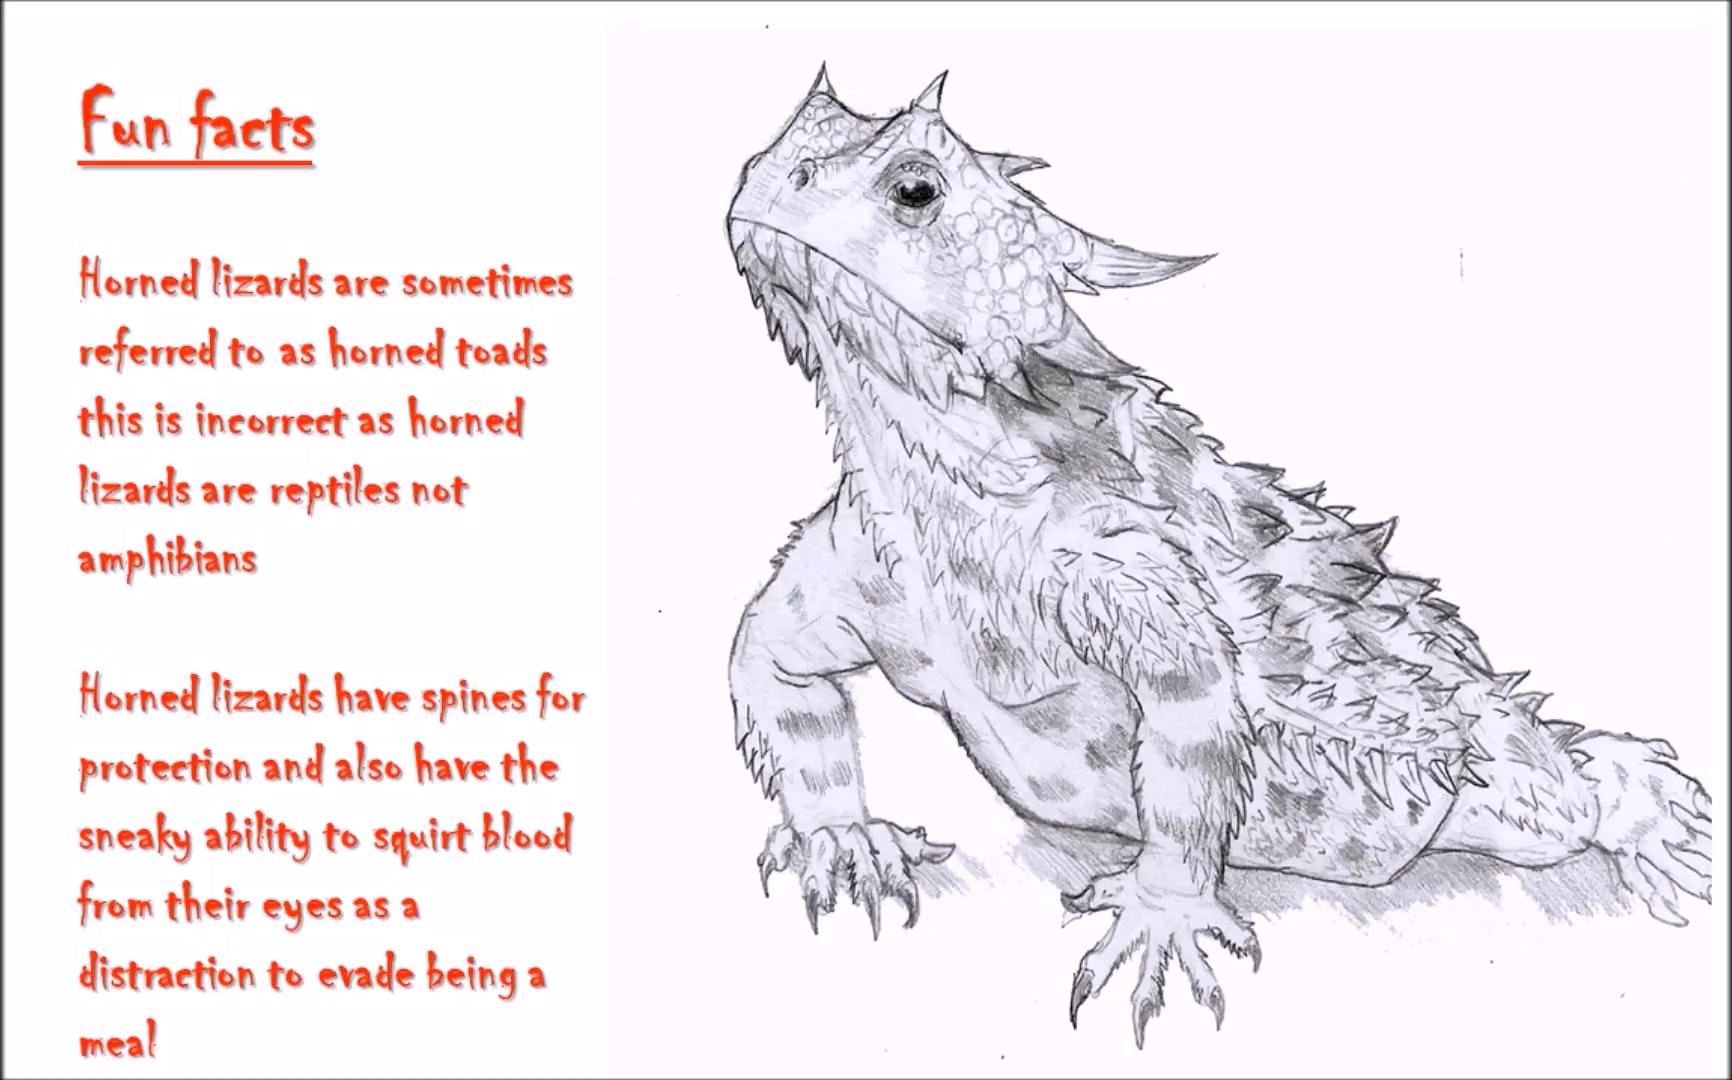 Fun facts
Horned lizards are sometimes
referred to as horned toads
this is incorrect as horned
lizards are reptiles not
amphibians
Horned lizards have spines for
protection and also have the
sneaky ability to squirt blood
from their eyes as a
distraction to evade being a
meal